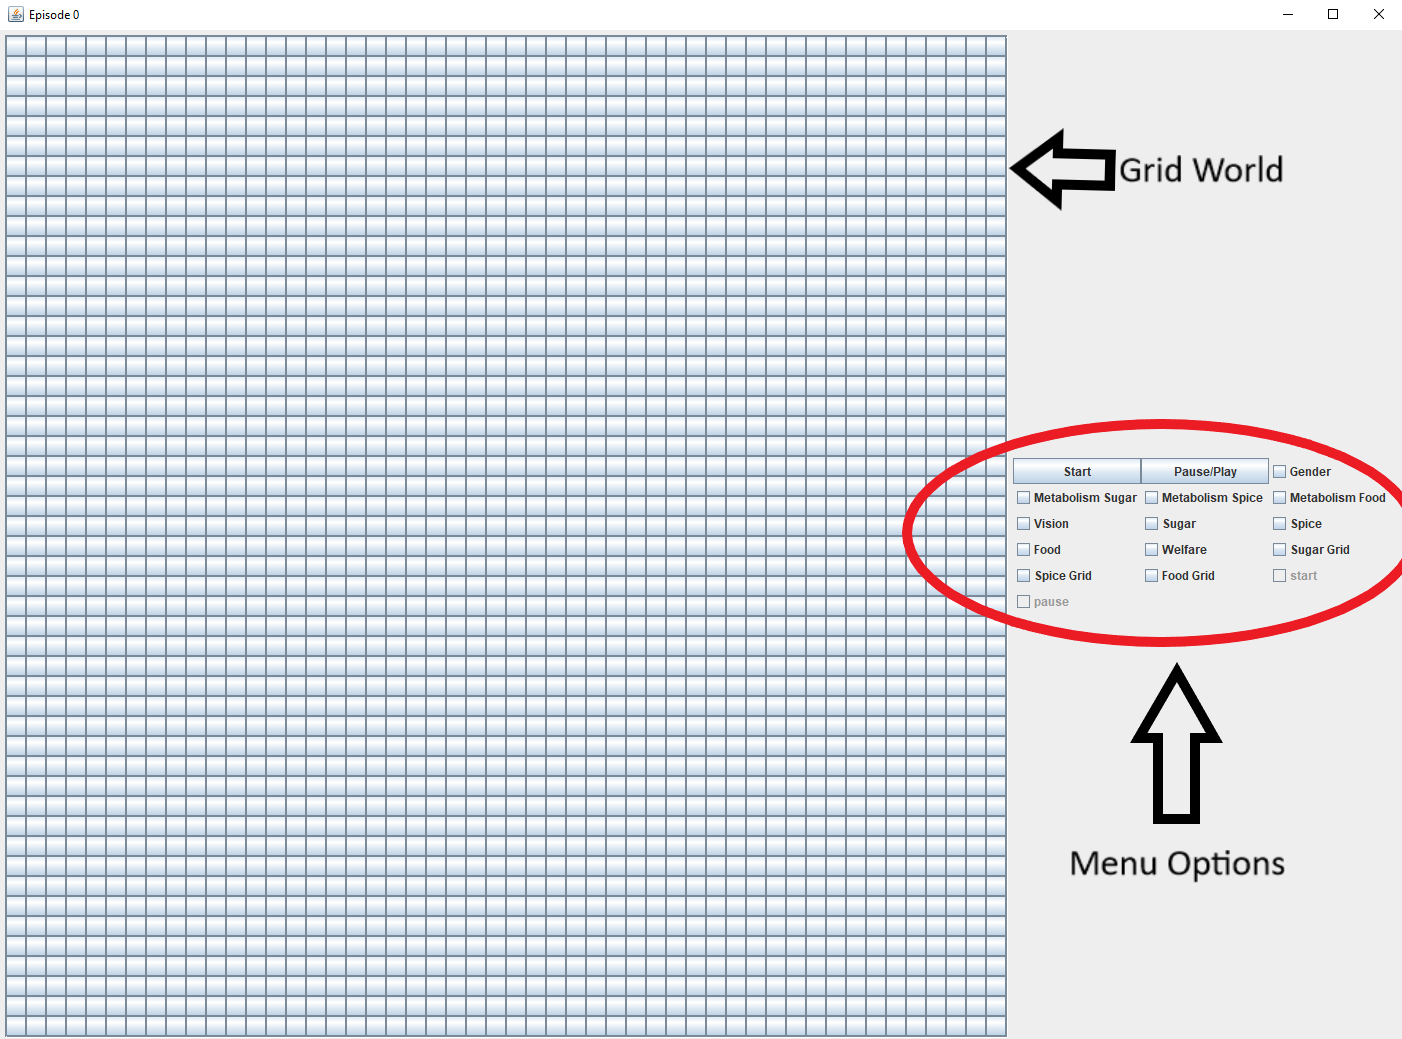 Episode 0
Grid World
Start Pause/Play Gender
Metabolism Sugar Metabolism Spice Metabolism Food
Vision Sugar Spice
Food Welfare Sugar Grid
Spice Grid Food Grid start
pause
Menu Options